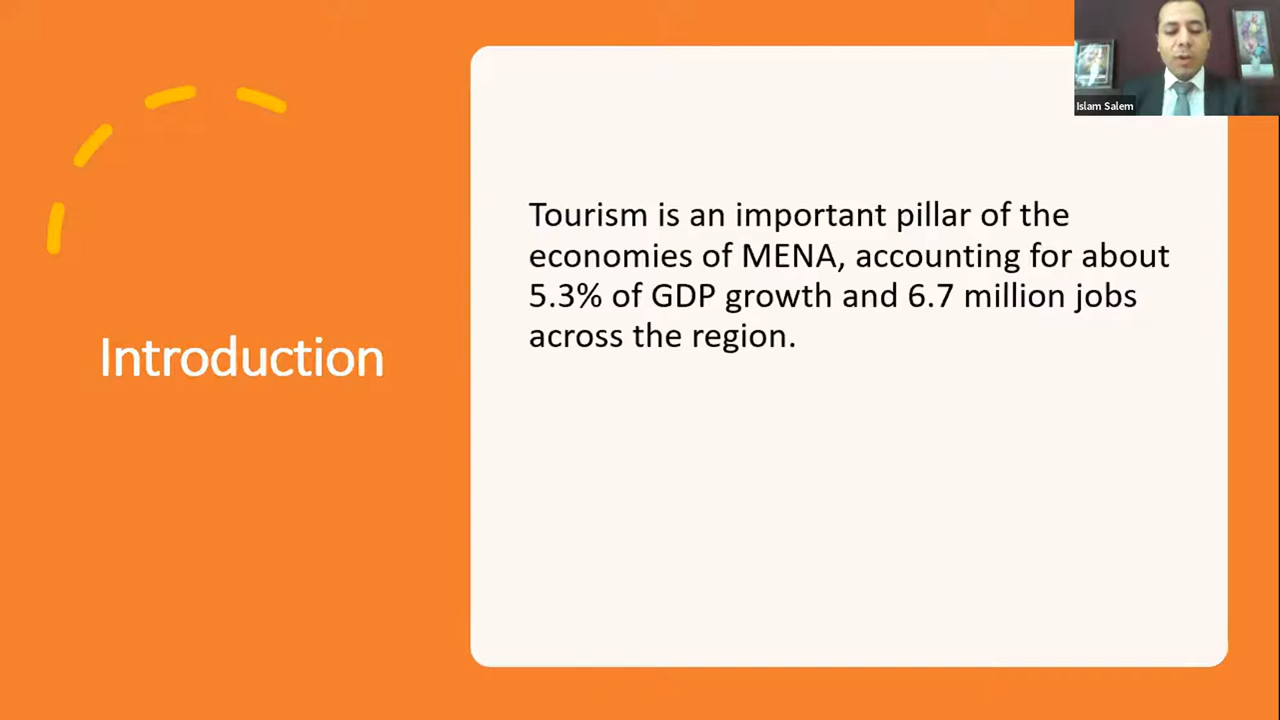 Introduction
Tourism is an important pillar of the
economies of MENA, accounting for about
5.3% of GDP growth and 6.7 million jobs
across the region.
Islam Salem